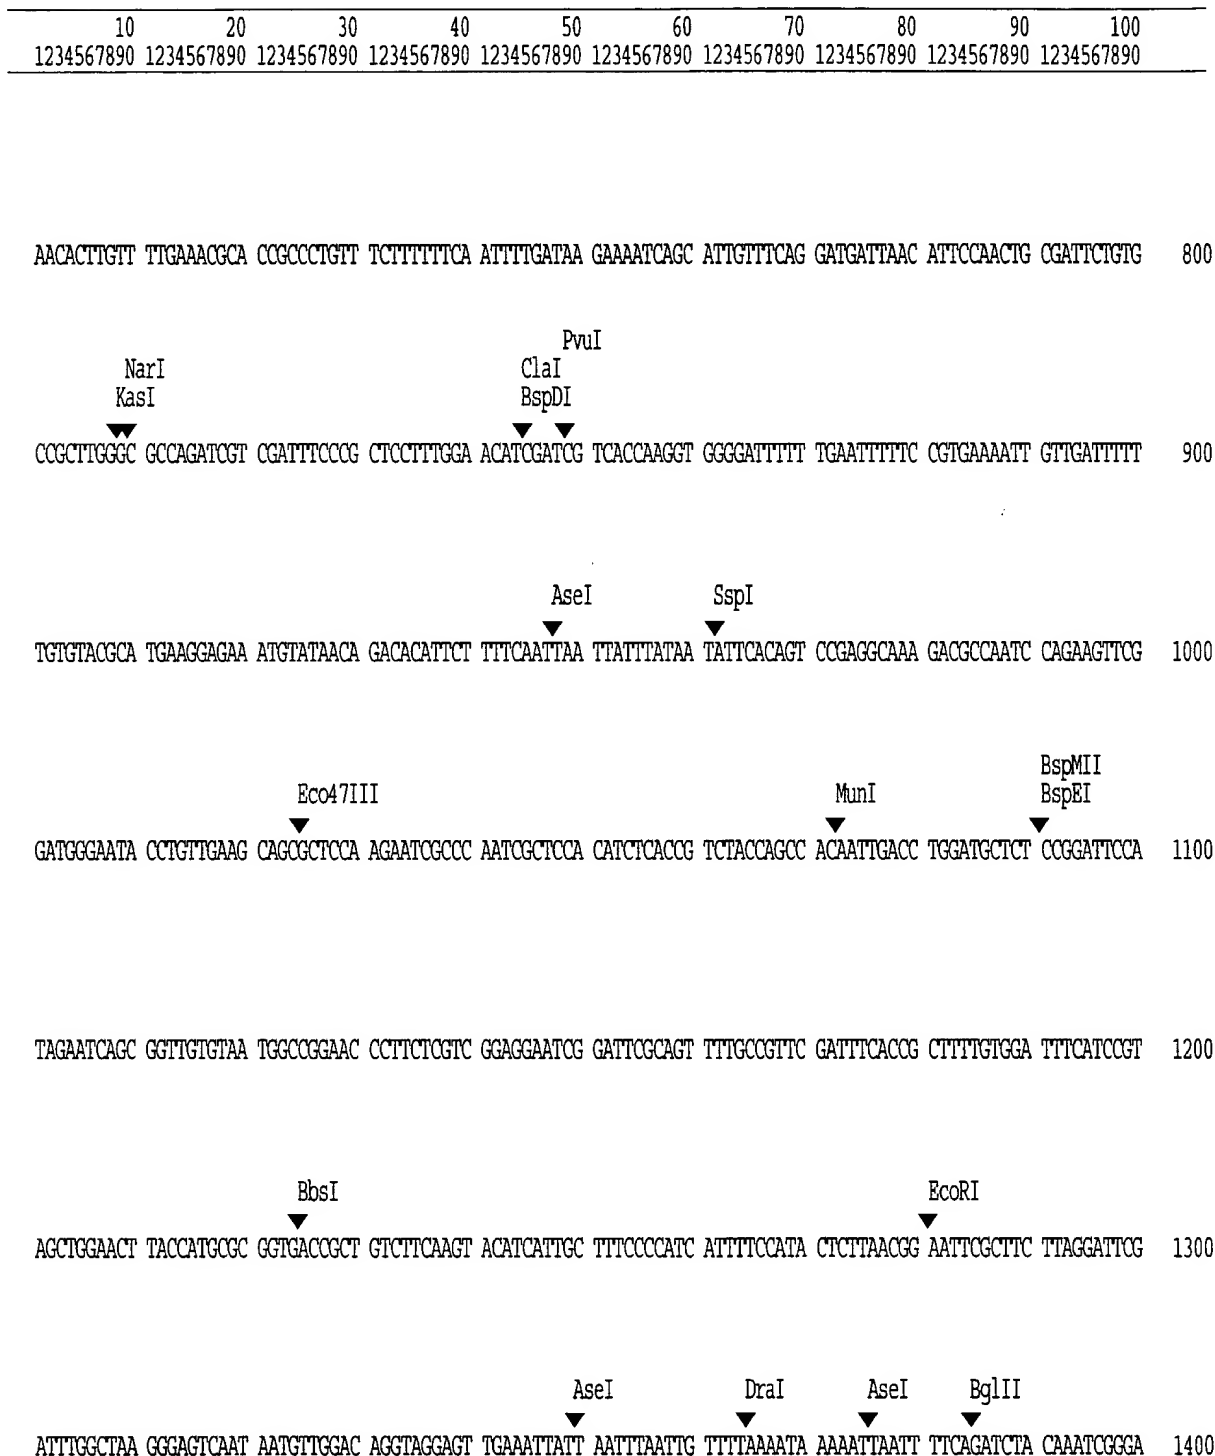 10 20 30 40 50 60 70 80 90 100
1234567890 1234567890 1234567890 1234567890 1234567890 1234567890 1234567890 1234567890 1234567890 1234567890
AACACTTGTT TTGAAACGCA CCGCCCTGTT TCTTTTTTCA ATTTTGATAA GAAAATCAGC ATTGTTTCAG GATGATTAAC ATTCCAACTG CGATTCTGTG 800
PvuI
NarI ClaI
KasI BspDI
CCGCTTGGGC GCCAGATCGT CGATTTCCCG CTCCTTTGGA ACATCGATCG TCACCAAGGT GGGGATTTTT TGAATTTTTC CGTGAAAATT GTTGATTTTT 900
AseI SspI
TGTGTACGCA TGAAGGAGAA ATGTATAACA GACACATTCT TTTCAATTAA TTATTTATAA TATTCACAGT CCGAGGCAAA GACGCCAATC CAGAAGTTCG 1000
BspMII
Eco47III MunI BspEI
GATGGGAATA CCTGTTGAAG CAGCGCTCCA AGAATCGCCC AATCGCTCCA CATCTCACCG TCTACCAGCC ACAATTGACC TGGATGCTCT CCGGATTCCA 1100
TAGAATCAGC GGTTGTGTAA TGGCCGGAAC CCTTCTCGTC GGAGGAATCG GATTCGCAGT TTTGCCGTTC GATTTCACCG CTTTTGTGGA TTTCATCCGT 1200
BbsI EcoRI
AGCTGGAACT TACCATGCGC GGTGACCGCT GTCTTCAAGT ACATCATTGC TTTCCCCATC ATTTTCCATA CTCTTAACGG AATTCGCTTC TTAGGATTCG 1300
AseI DraI AseI BglII
ATTTGGCTAA GGGAGTCAAT AATGTTGGAC AGGTAGGAGT TGAAATTATT AATTTAATTG TTTTAAAATA AAAATTAATT TTCAGATCTA CAAATCGGGA 1400